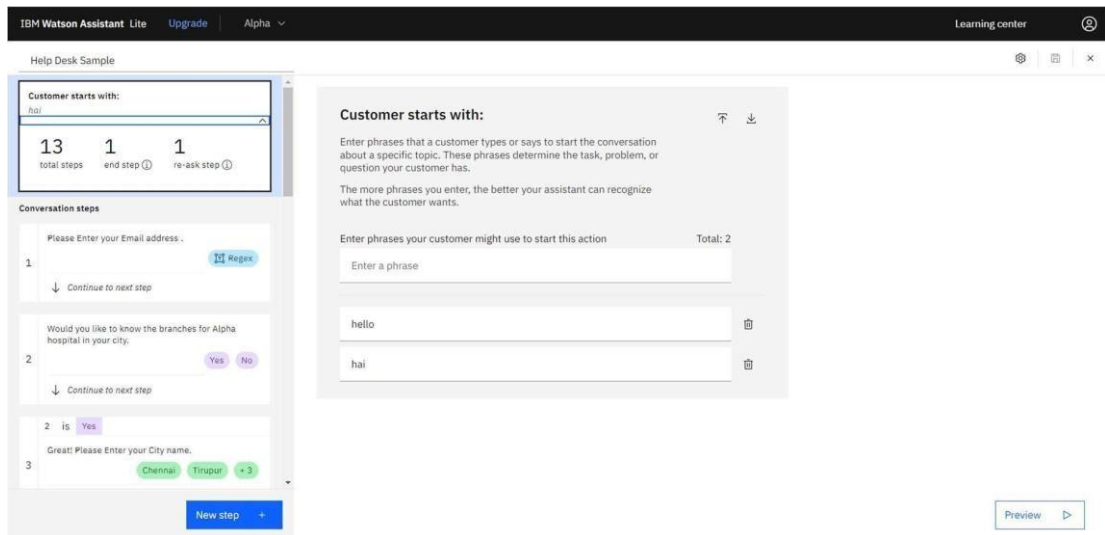 IBM Watson Assistant Lite Upgrade Alpha Learning center
Help Desk Sample
Customer starts with:
hai
13 1 1
total steps end step re-ask step
Conversation steps
Please Enter your Email address .
1
Regex
Continue to next step
Would you like to know the branches for Alpha
hospital in your city.
2
Yes No
Continue to next step
2 is Yes
Great! Please Enter your City name.
3
Chennai Tirupur + 3
New step +
Customer starts with:
Enter phrases that a customer types or says to start the conversation
about a specific topic. These phrases determine the task, problem, or
question your customer has.
The more phrases you enter, the better your assistant can recognize
what the customer wants.
Enter phrases your customer might use to start this action Total: 2
Enter a phrase
hello
hai
Preview